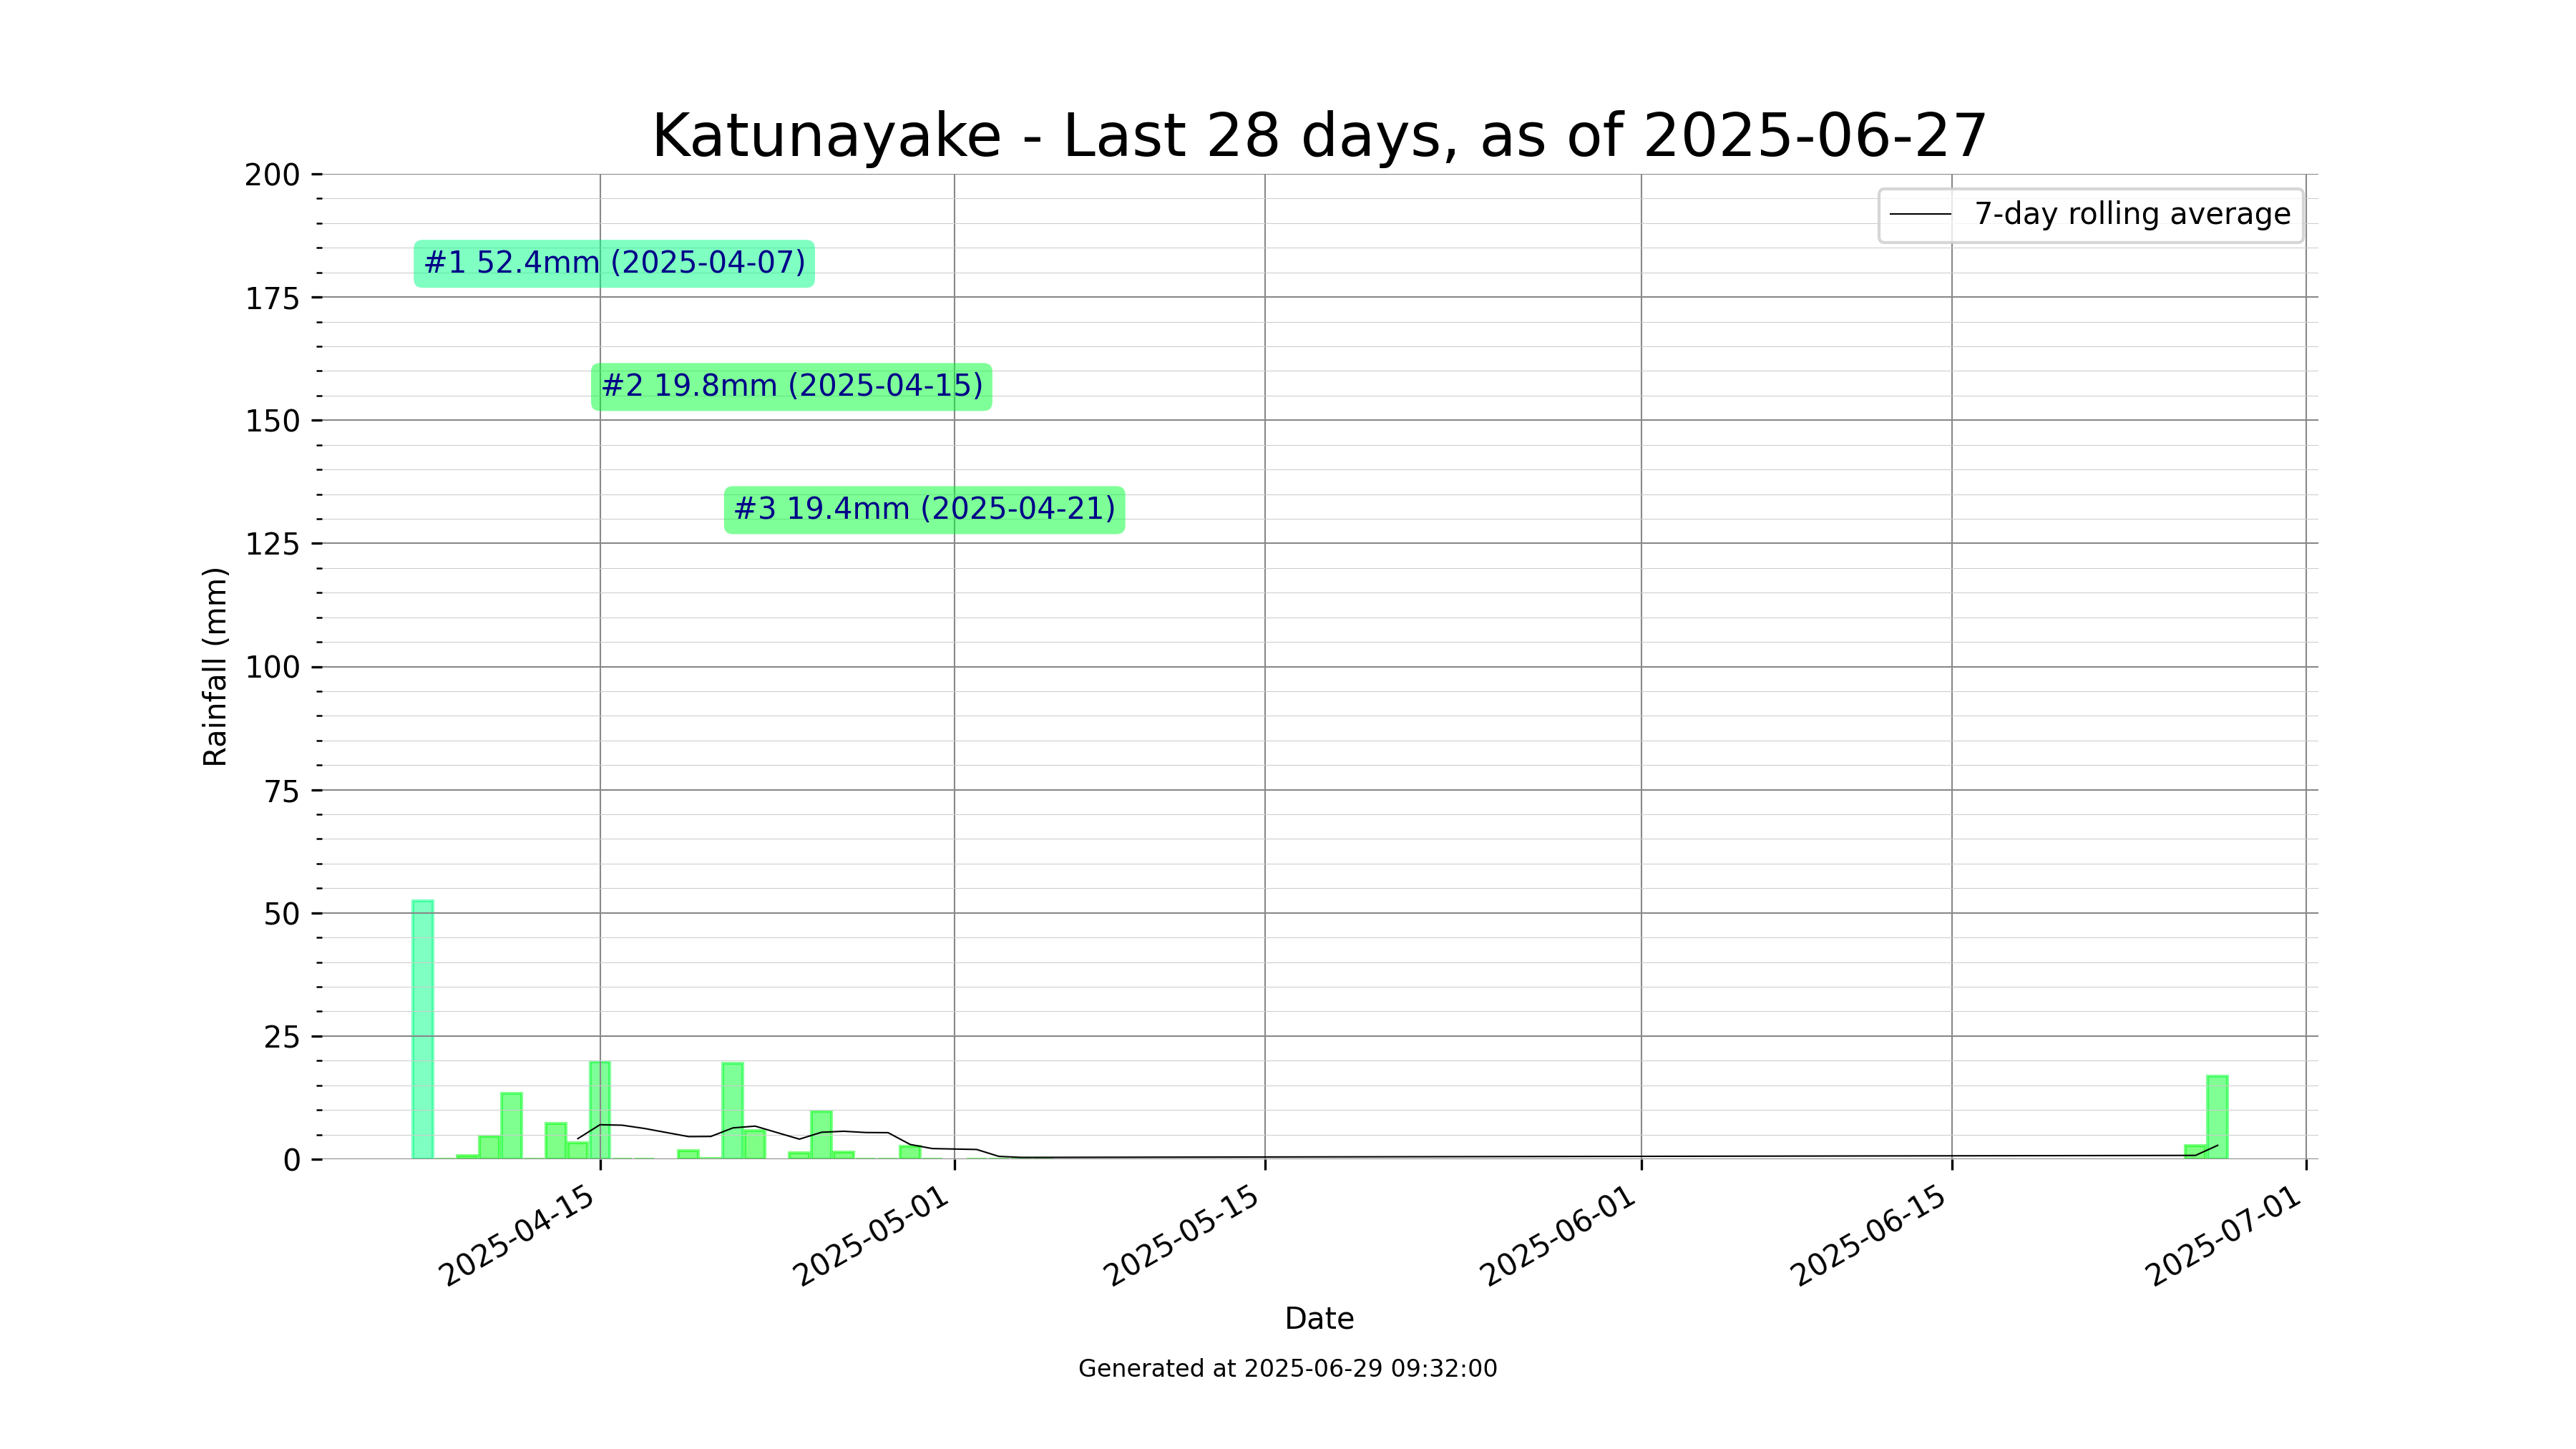 Katunayake - Last 28 days, as of 2025-06-27
200
175
150
125
100
75
50
25
0
Rainfall (mm)
7-day rolling average
#1 52.4mm (2025-04-07)
#2 19.8mm (2025-04-15)
#3 19.4mm (2025-04-21)
2025-04-15
2025-05-01
2025-05-15
2025-06-01
2025-06-15
2025-07-01
Date
Generated at 2025-06-29 09:32:00